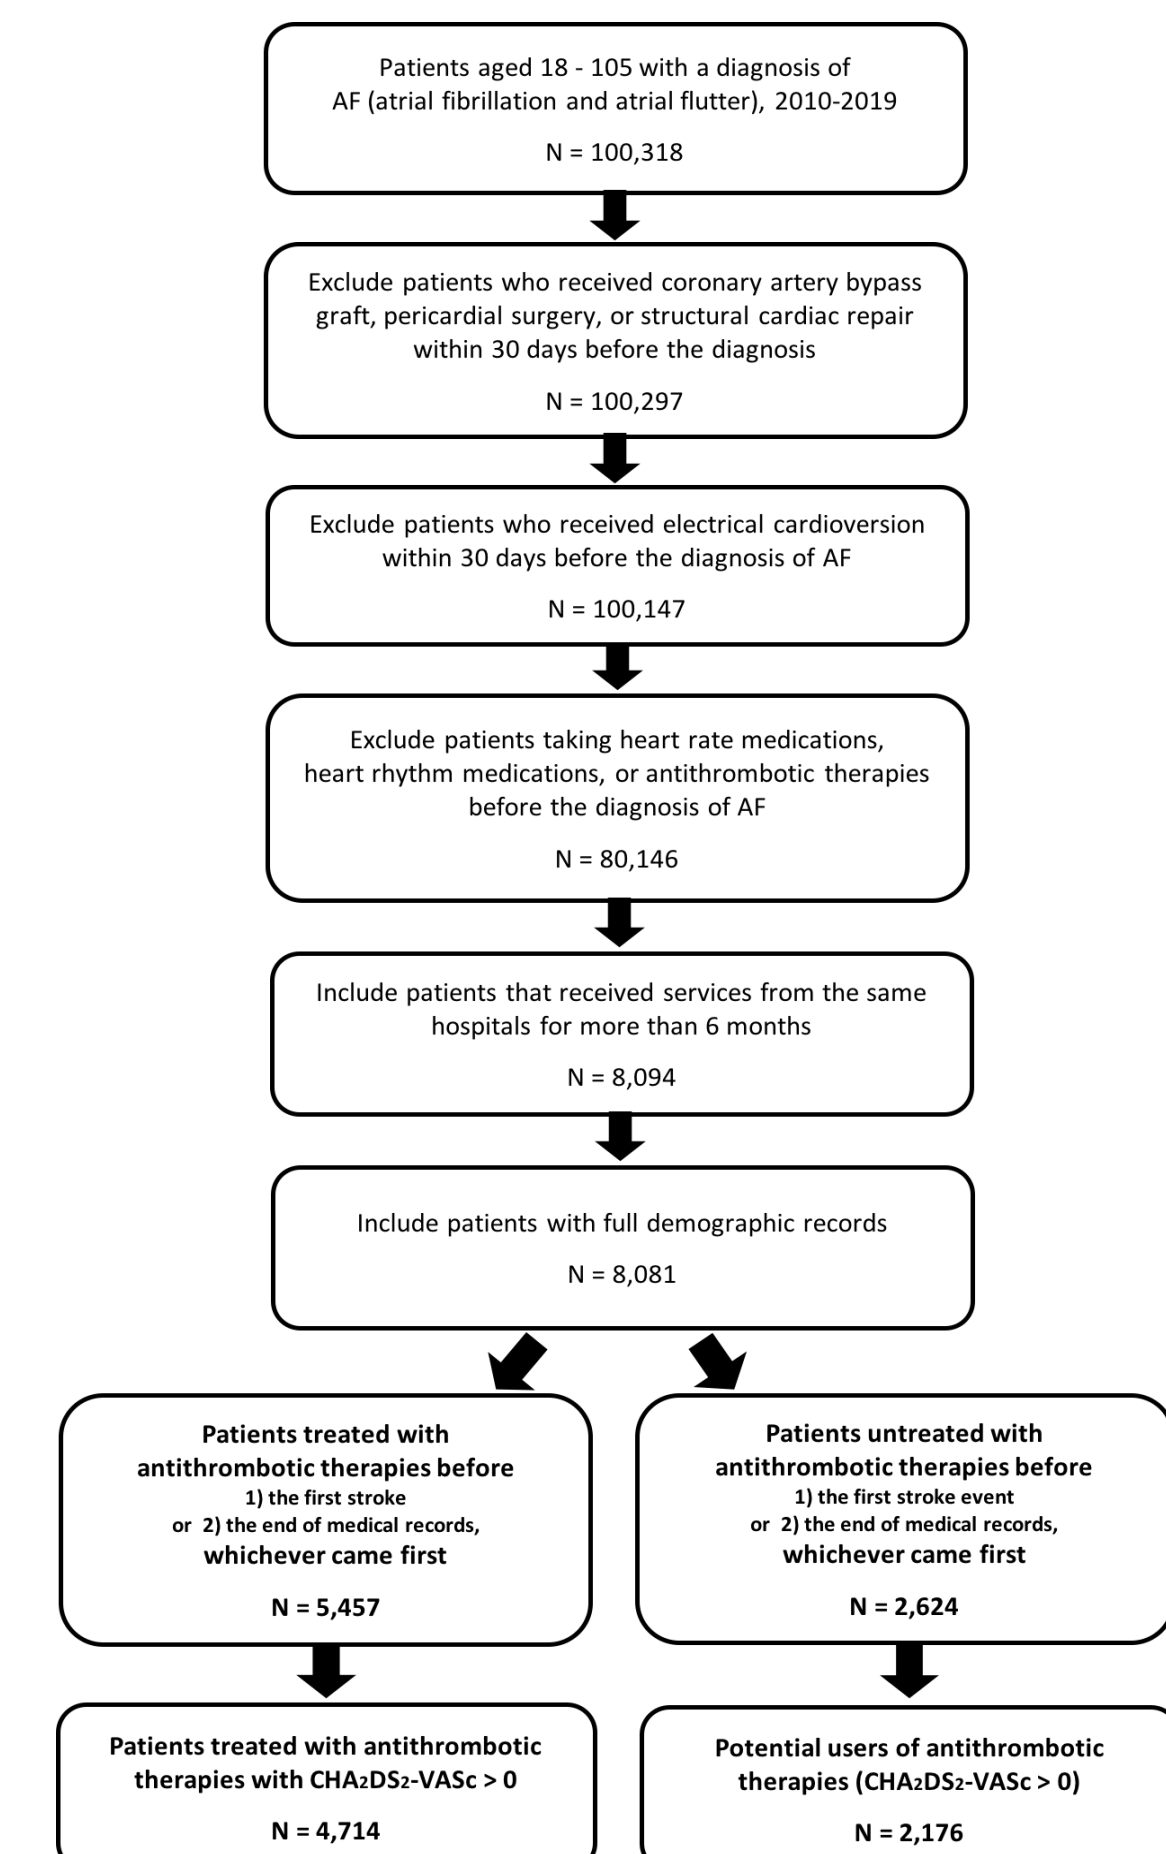 Patients aged 18 - 105 with a diagnosis of
AF (atrial fibrillation and atrial flutter), 2010-2019
N = 100,318
Exclude patients who received coronary artery bypass
graft, pericardial surgery, or structural cardiac repair
within 30 days before the diagnosis
N = 100,297
Exclude patients who received electrical cardioversion
within 30 days before the diagnosis of AF
N = 100,147
Exclude patients taking heart rate medications,
heart rhythm medications, or antithrombotic therapies
before the diagnosis of AF
N = 80,146
Include patients that received services from the same
hospitals for more than 6 months
N = 8,094
Include patients with full demographic records
N = 8,081
Patients treated with
antithrombotic therapies before
1) the first stroke
or 2) the end of medical records,
whichever came first
N = 5,457
Patients untreated with
antithrombotic therapies before
1) the first stroke event
or 2) the end of medical records,
whichever came first
N = 2,624
Patients treated with antithrombotic
therapies with CHA2DS2-VASc > 0
N = 4,714
Potential users of antithrombotic
therapies (CHA2DS2-VASc > 0)
N = 2,176